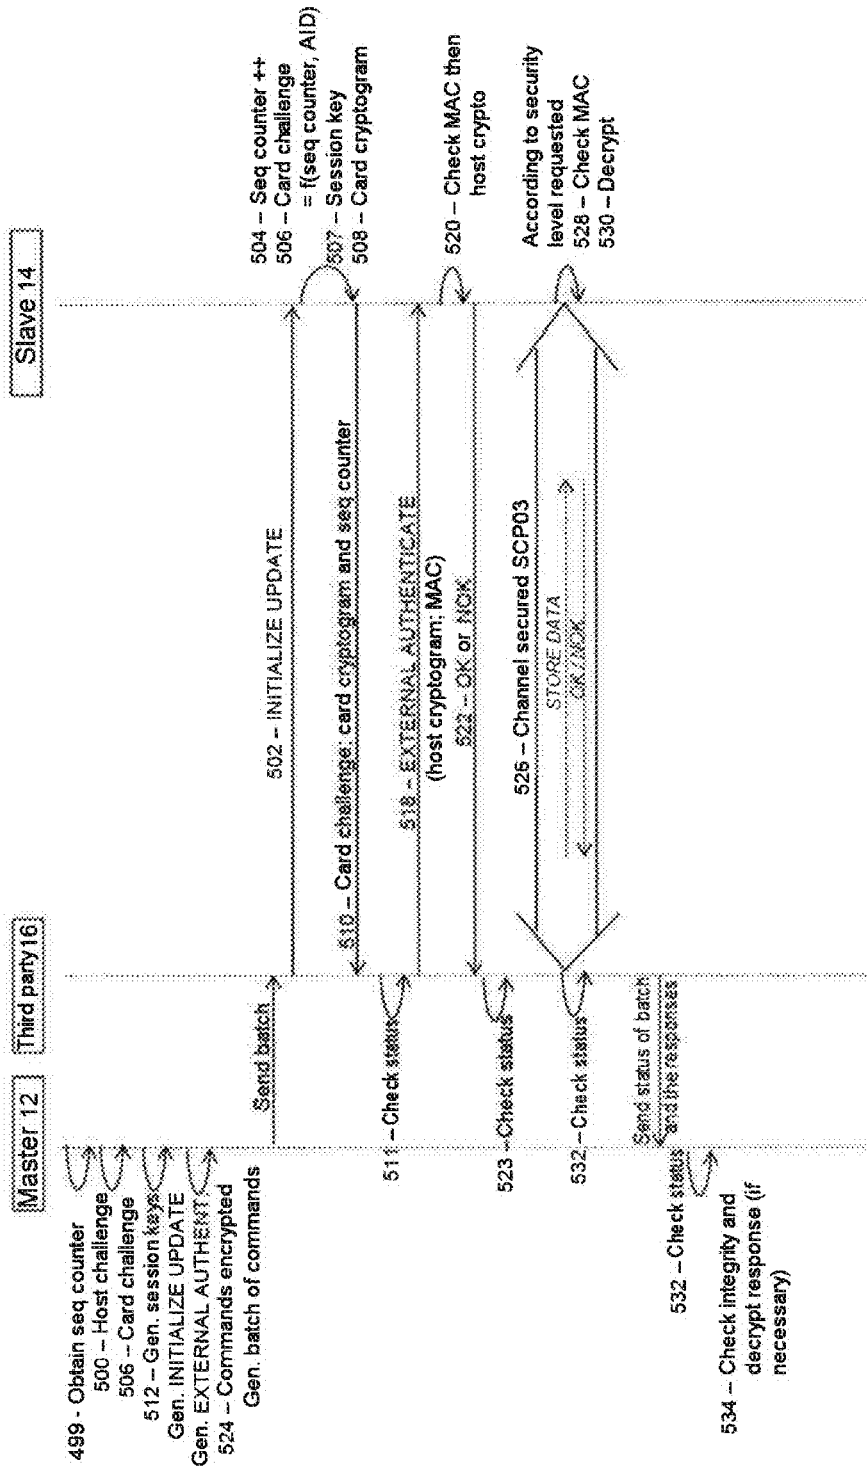 Master 12
Third party16
Slave 14
499 - Obtain seq counter
500 – Host challenge
506 – Card challenge
512 – Gen. session keys
Gen. INITIALIZE UPDATE
Gen. EXTERNAL AUTHENT
524 – Commands encrypted
Gen. batch of commands
Send batch
502 – INITIALIZE UPDATE
504 – Seq counter ++
506 – Card challenge
= f(seq counter, AID)
507 – Session key
508 – Card cryptogram
510 – Card challenge; card cryptogram and seq counter
511 – Check status
518 – EXTERNAL AUTHENTICATE
(host cryptogram; MAC)
520 – Check MAC then
host crypto
522 – OK or NOK
523 – Check status
526 – Channel secured SCP03
STORE DATA
OK / NOK
According to security
level requested
528 – Check MAC
530 – Decrypt
532 – Check status
Send status of batch
and the responses
532 – Check status
534 – Check integrity and
decrypt response (if
necessary)